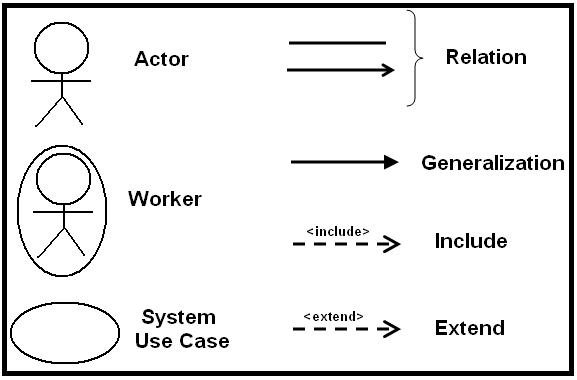 Actor
Relation
Generalization
Worker
<include>
Include
System
Use Case
<extend>
Extend